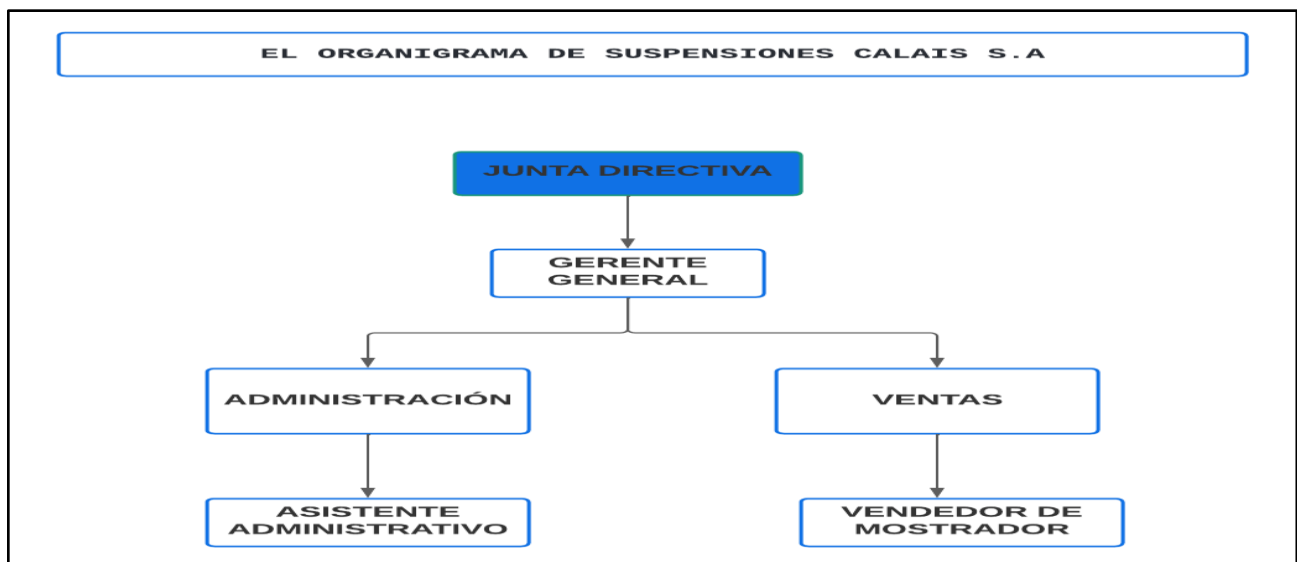 EL ORGANIGRAMA DE SUSPENSIONES CALAIS S.A
JUNTA DIRECTIVA
GERENTE
GENERAL
ADMINISTRACIÓN
VENTAS
ASISTENTE
ADMINISTRATIVO
VENDEDOR DE
MOSTRADOR